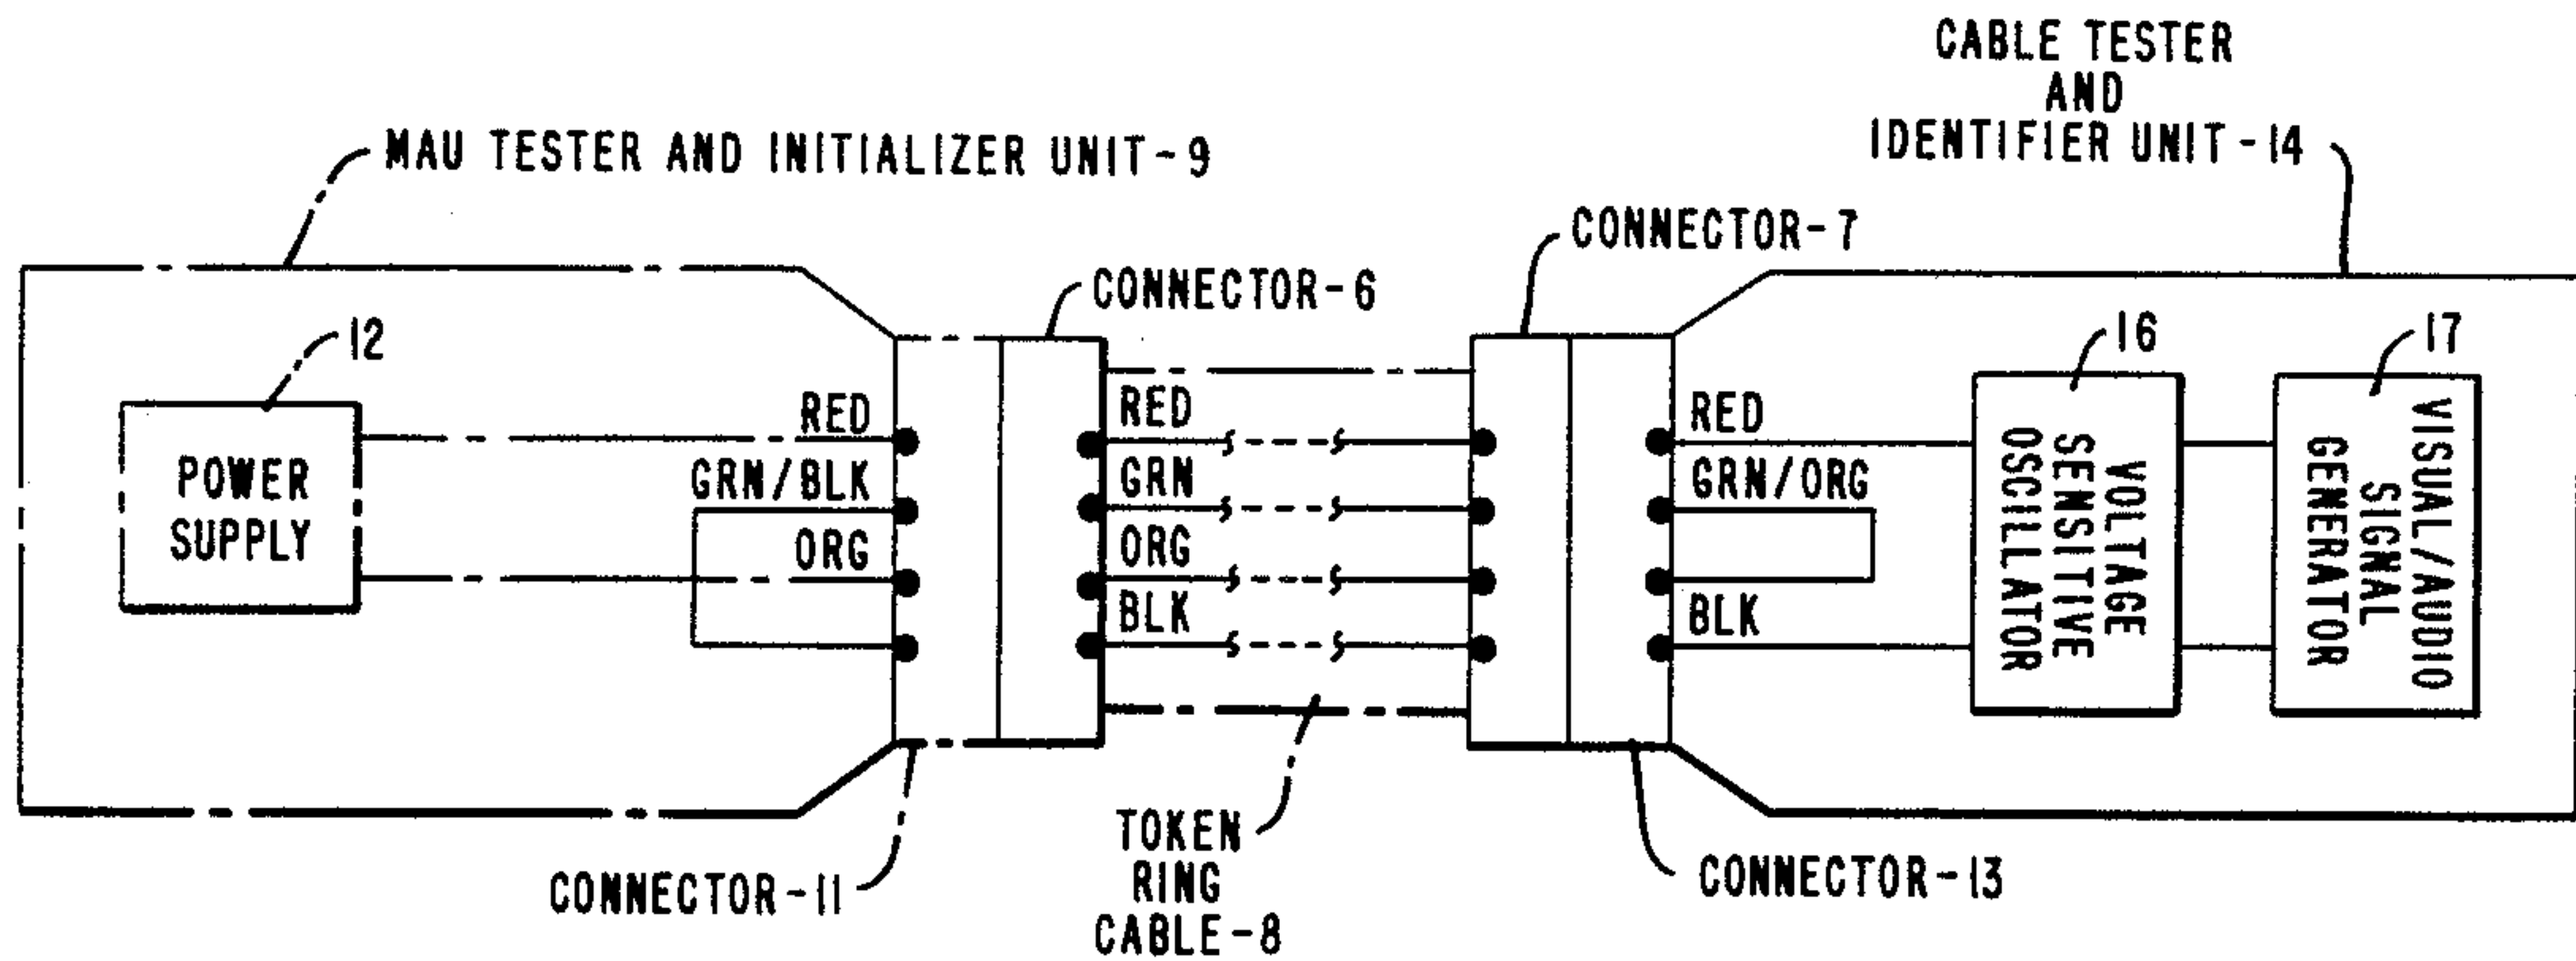 CABLE TESTER
AND
IDENTIFIER UNIT-14
MAU TESTER AND INITIALIZER UNIT-9
CONNECTOR-7
CONNECTOR-6
12
16
17
POWER
SUPPLY
RED
GRN/BLK
ORG
RED
GRN
ORG
BLK
RED
GRN/ORG
BLK
VOLTAGE
SENSITIVE
OSCILLATOR
VISUAL/AUDIO
SIGNAL
GENERATOR
CONNECTOR-11
TOKEN
RING
CABLE-8
CONNECTOR-13